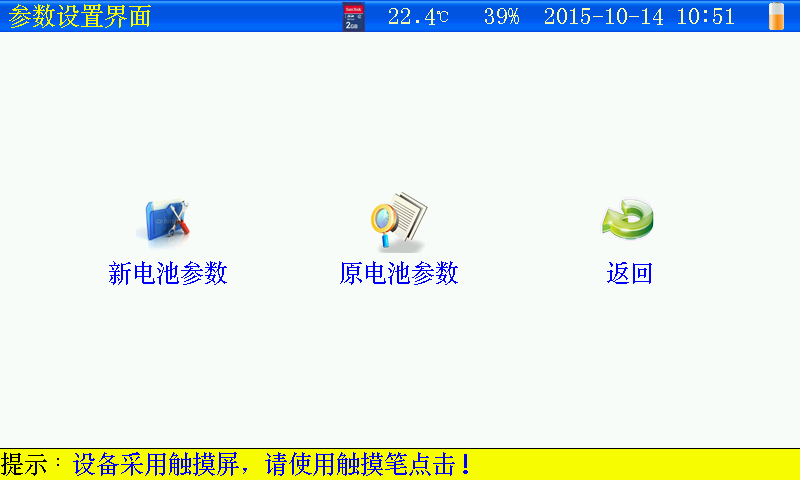 参数设置界面 SanDisk 2GB 22.4℃ 39% 2015-10-14 10:51
新电池参数 原电池参数 返回
提示：设备采用触摸屏，请使用触摸笔点击！